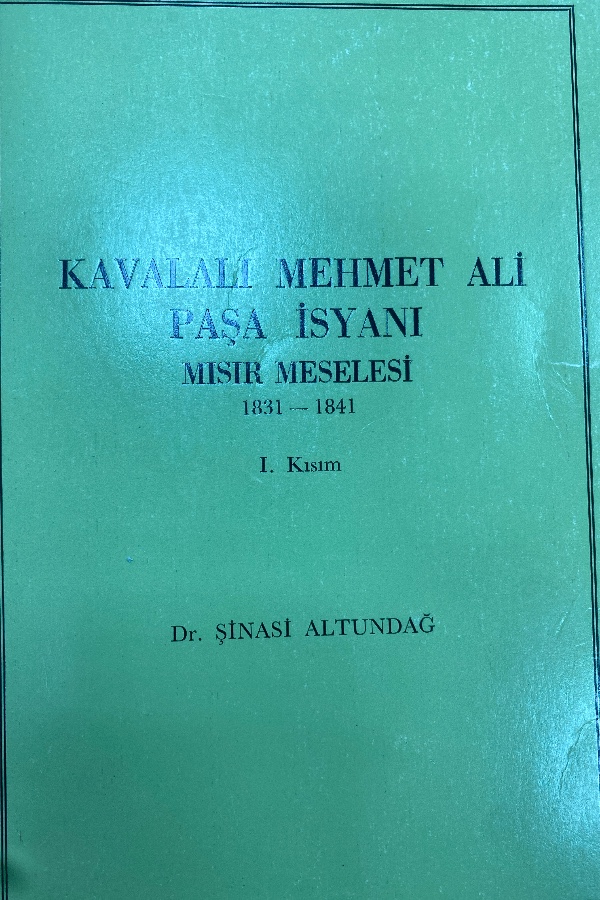 KAVALALI MEHMET ALİ
PAŞA İSYANI
MISIR MESELESİ
1831 — 1841
I. Kısım
Dr. ŞİNASİ ALTUNDAĞ